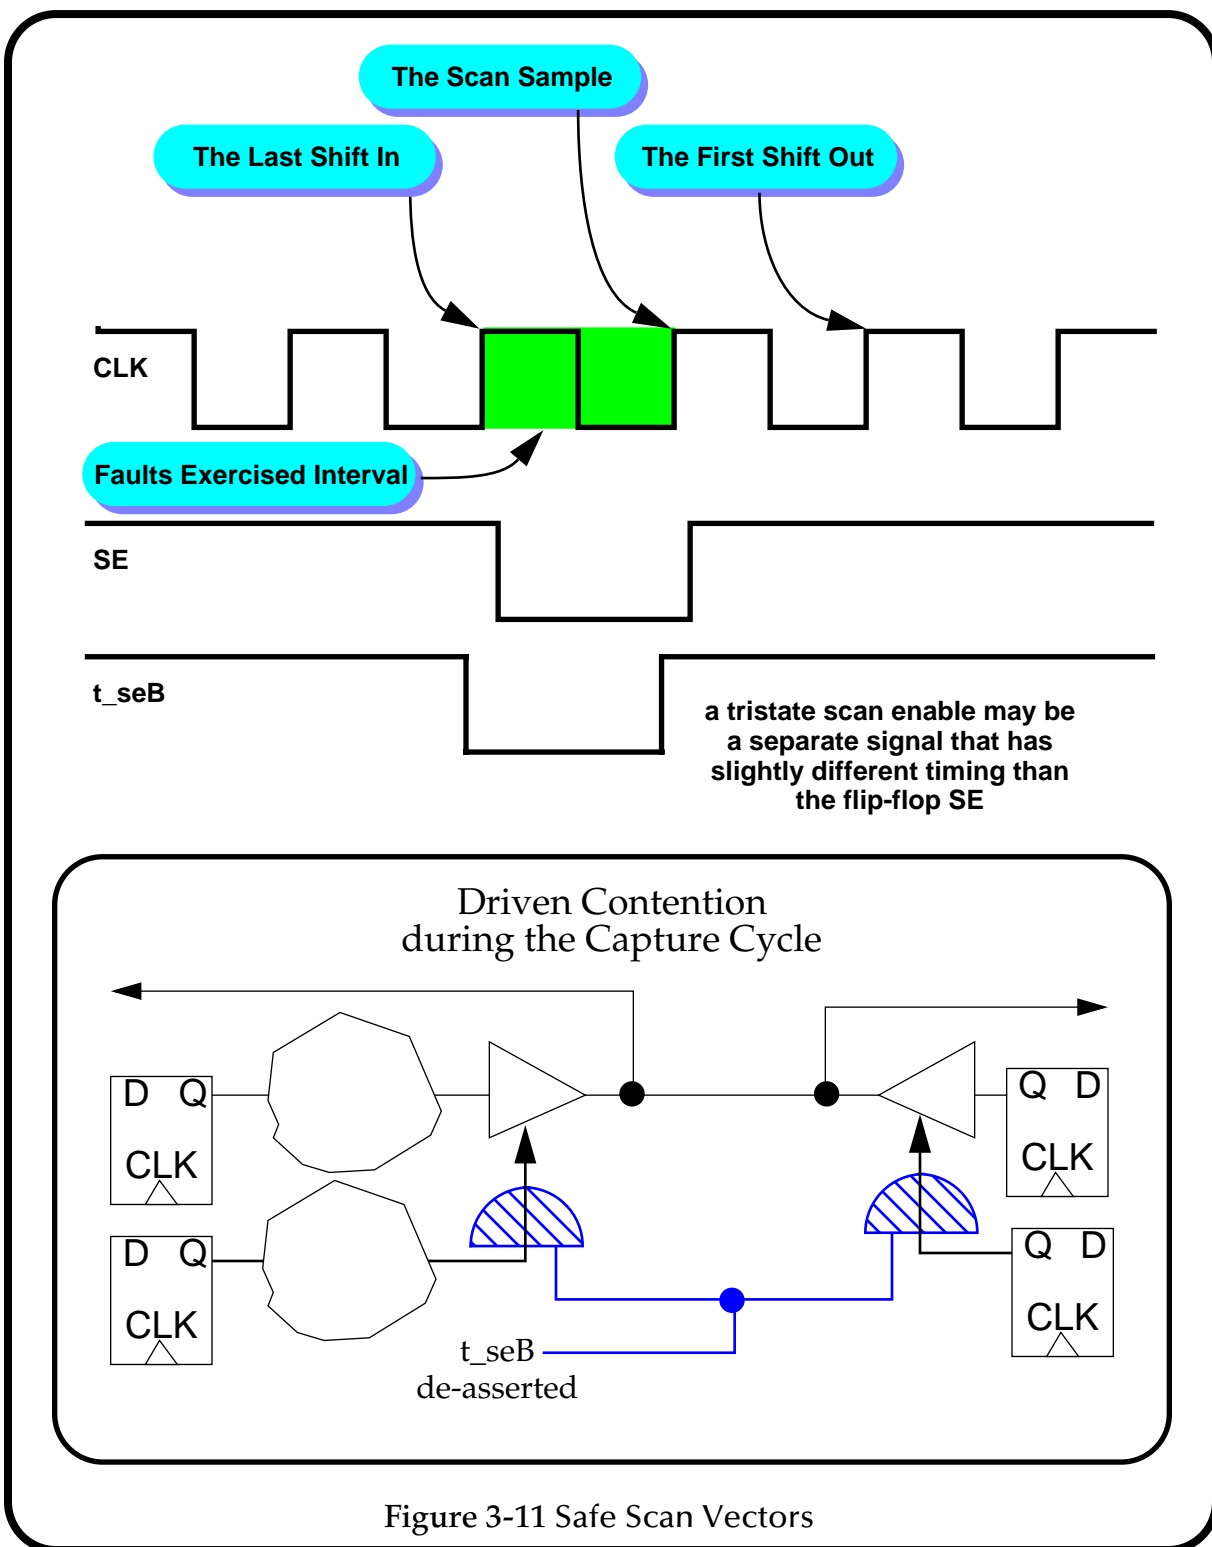 The Scan Sample
The Last Shift In
The First Shift Out
CLK
Faults Exercised Interval
SE
t_seB
a tristate scan enable may be
a separate signal that has
slightly different timing than
the flip-flop SE
Driven Contention
during the Capture Cycle
D Q
CLK
Q D
CLK
D Q
CLK
Q D
CLK
t_seB
de-asserted
Figure 3-11 Safe Scan Vectors